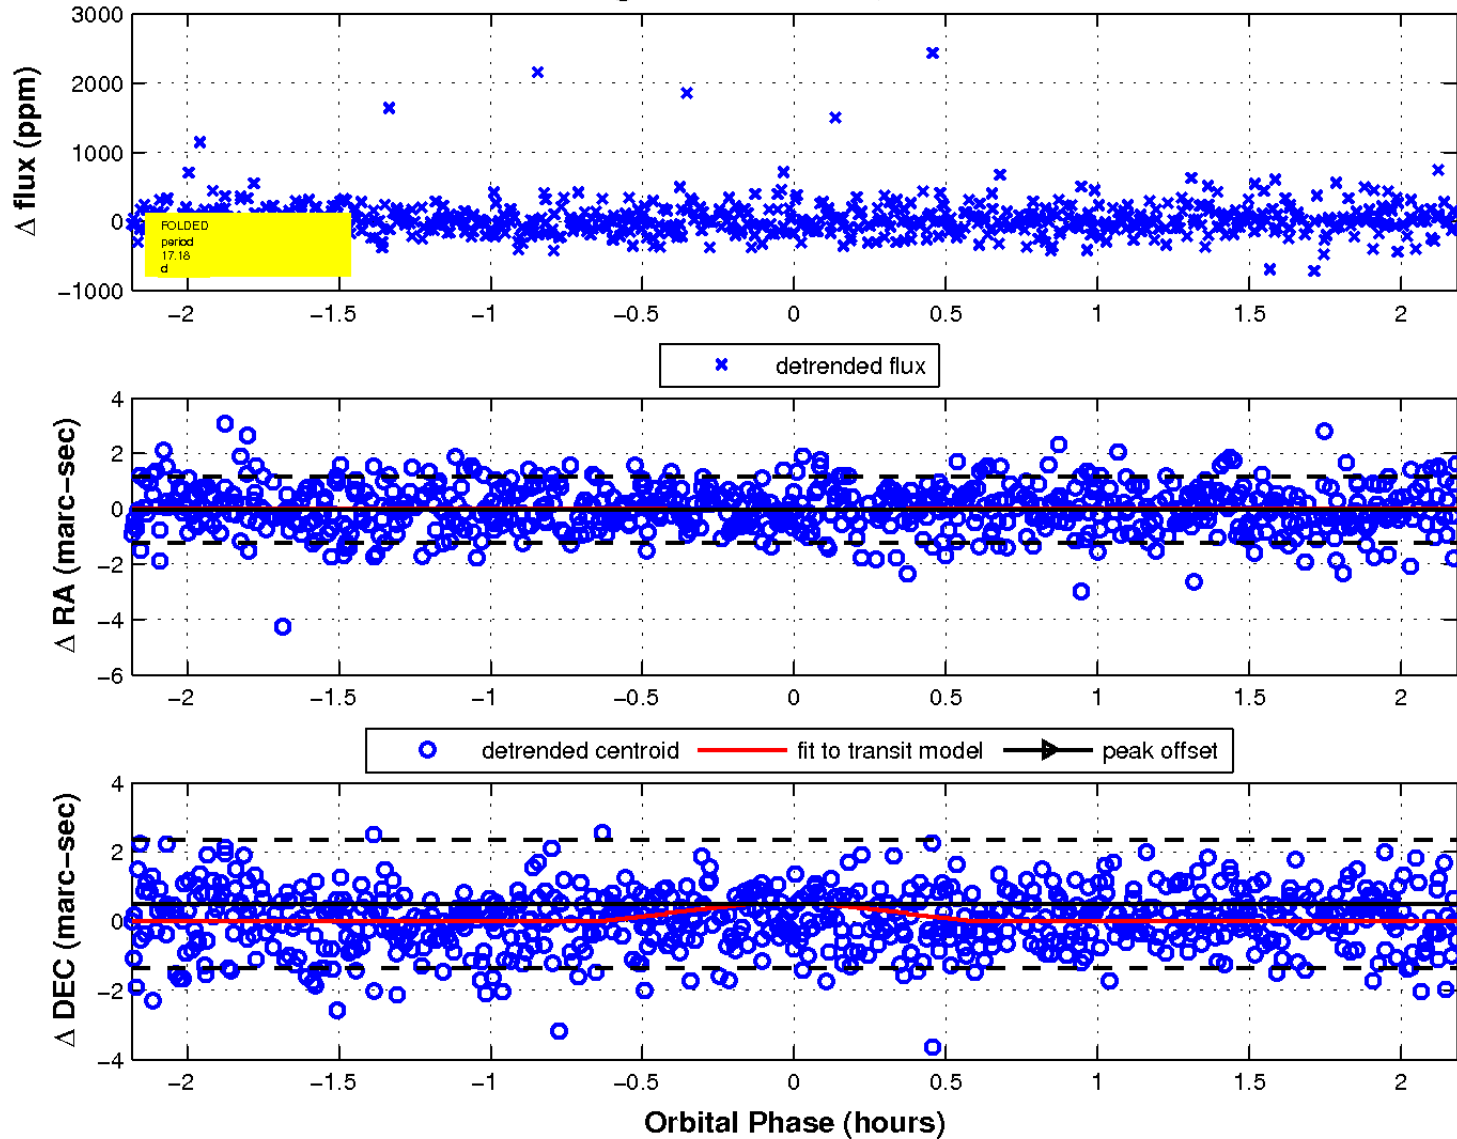 3000
2000
1000
0
−1000
Δ flux (ppm)
FOLDED
period
17.18
d
−2 −1.5 −1 −0.5 0 0.5 1 1.5 2
detrended flux
4
2
0
−2
−4
−6
Δ RA (marc−sec)
−2 −1.5 −1 −0.5 0 0.5 1 1.5 2
detrended centroid fit to transit model peak offset
4
2
0
−2
−4
Δ DEC (marc−sec)
−2 −1.5 −1 −0.5 0 0.5 1 1.5 2
Orbital Phase (hours)